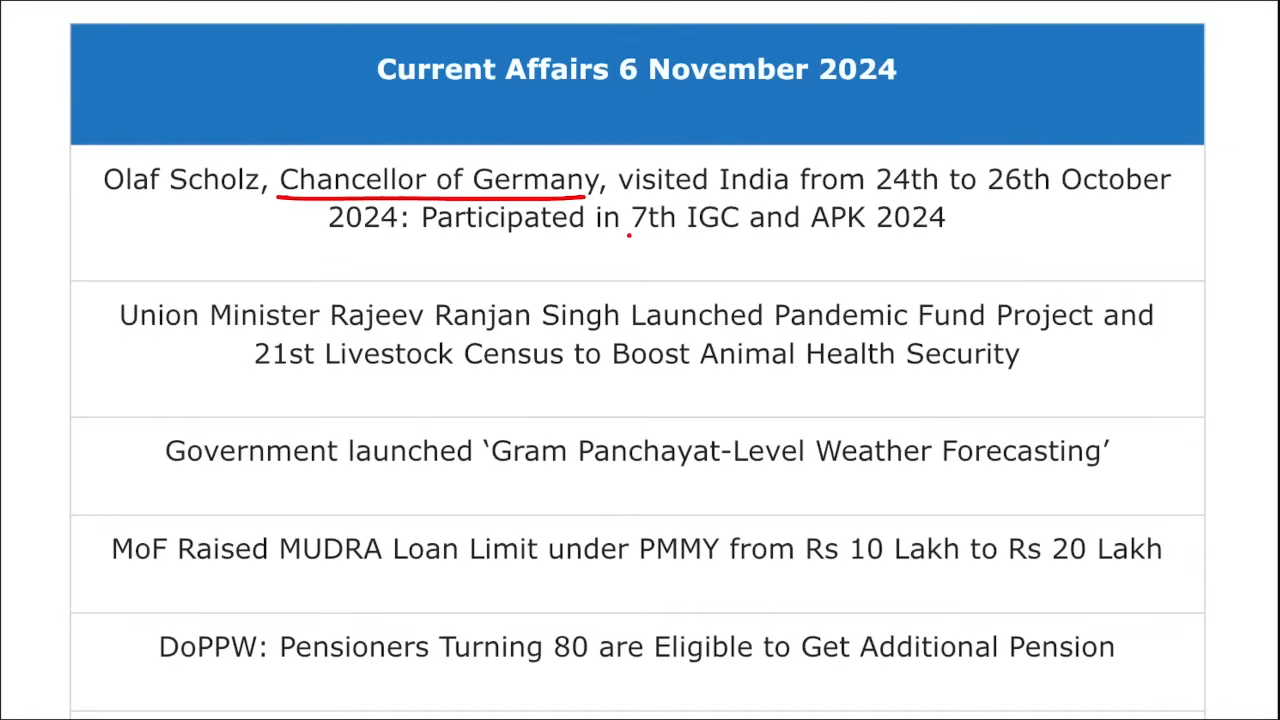 Current Affairs 6 November 2024
Olaf Scholz, Chancellor of Germany, visited India from 24th to 26th October
2024: Participated in 7th IGC and APK 2024
Union Minister Rajeev Ranjan Singh Launched Pandemic Fund Project and
21st Livestock Census to Boost Animal Health Security
Government launched ‘Gram Panchayat-Level Weather Forecasting’
MoF Raised MUDRA Loan Limit under PMMY from Rs 10 Lakh to Rs 20 Lakh
DoPPW: Pensioners Turning 80 are Eligible to Get Additional Pension